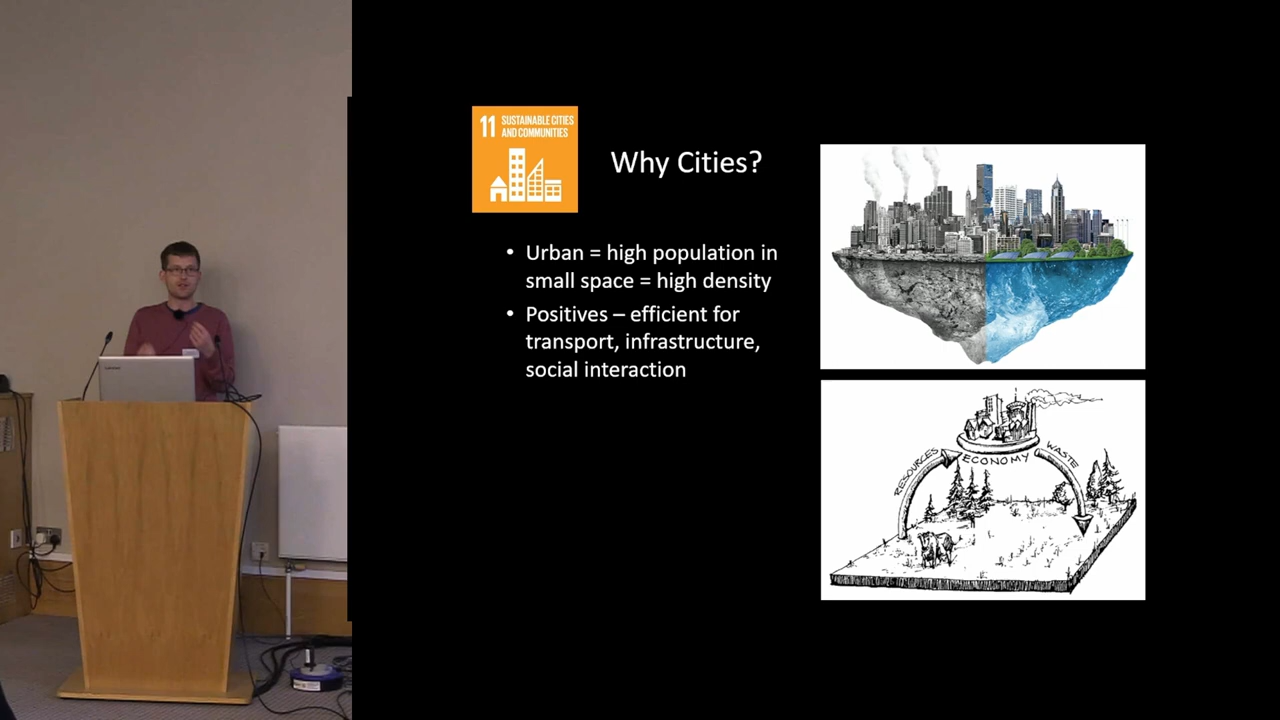 11 SUSTAINABLE CITIES
AND COMMUNITIES
Why Cities?
• Urban = high population in
small space = high density
• Positives – efficient for
transport, infrastructure,
social interaction
RESOURCES
ECONOMY
WASTE